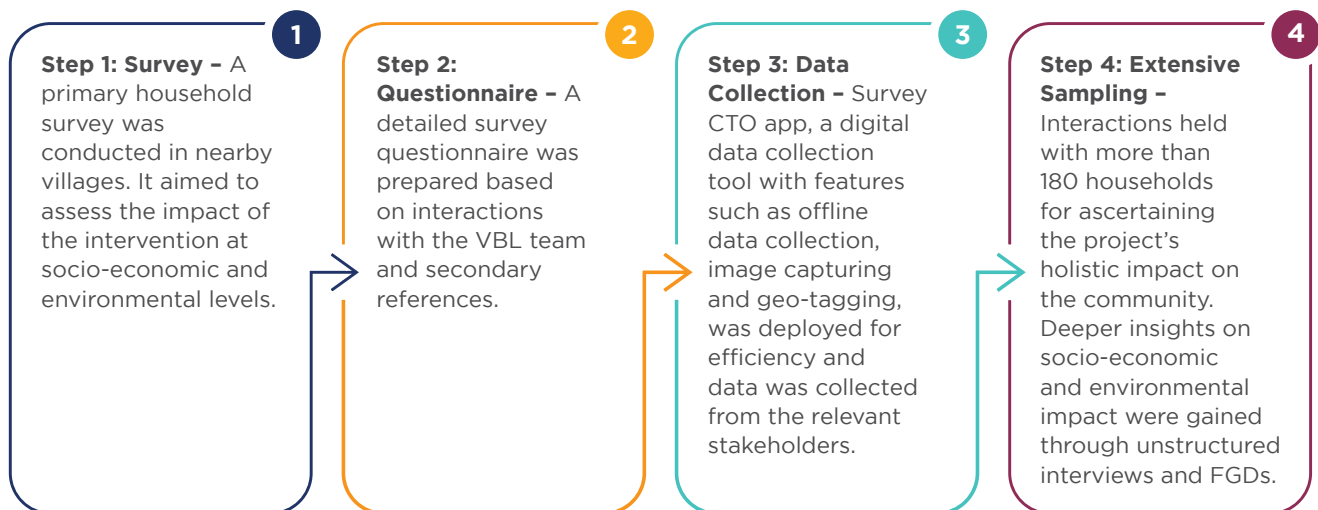 1
Step 1: Survey – A
primary household
survey was
conducted in nearby
villages. It aimed to
assess the impact of
the intervention at
socio-economic and
environmental levels.
2
Step 2:
Questionnaire – A
detailed survey
questionnaire was
prepared based
on interactions
with the VBL team
and secondary
references.
3
Step 3: Data
Collection – Survey
CTO app, a digital
data collection
tool with features
such as offline
data collection,
image capturing
and geo-tagging,
was deployed for
efficiency and
data was collected
from the relevant
stakeholders.
4
Step 4: Extensive
Sampling –
Interactions held
with more than
180 households
for ascertaining
the project’s
holistic impact on
the community.
Deeper insights on
socio-economic
and environmental
impact were gained
through unstructured
interviews and FGDs.